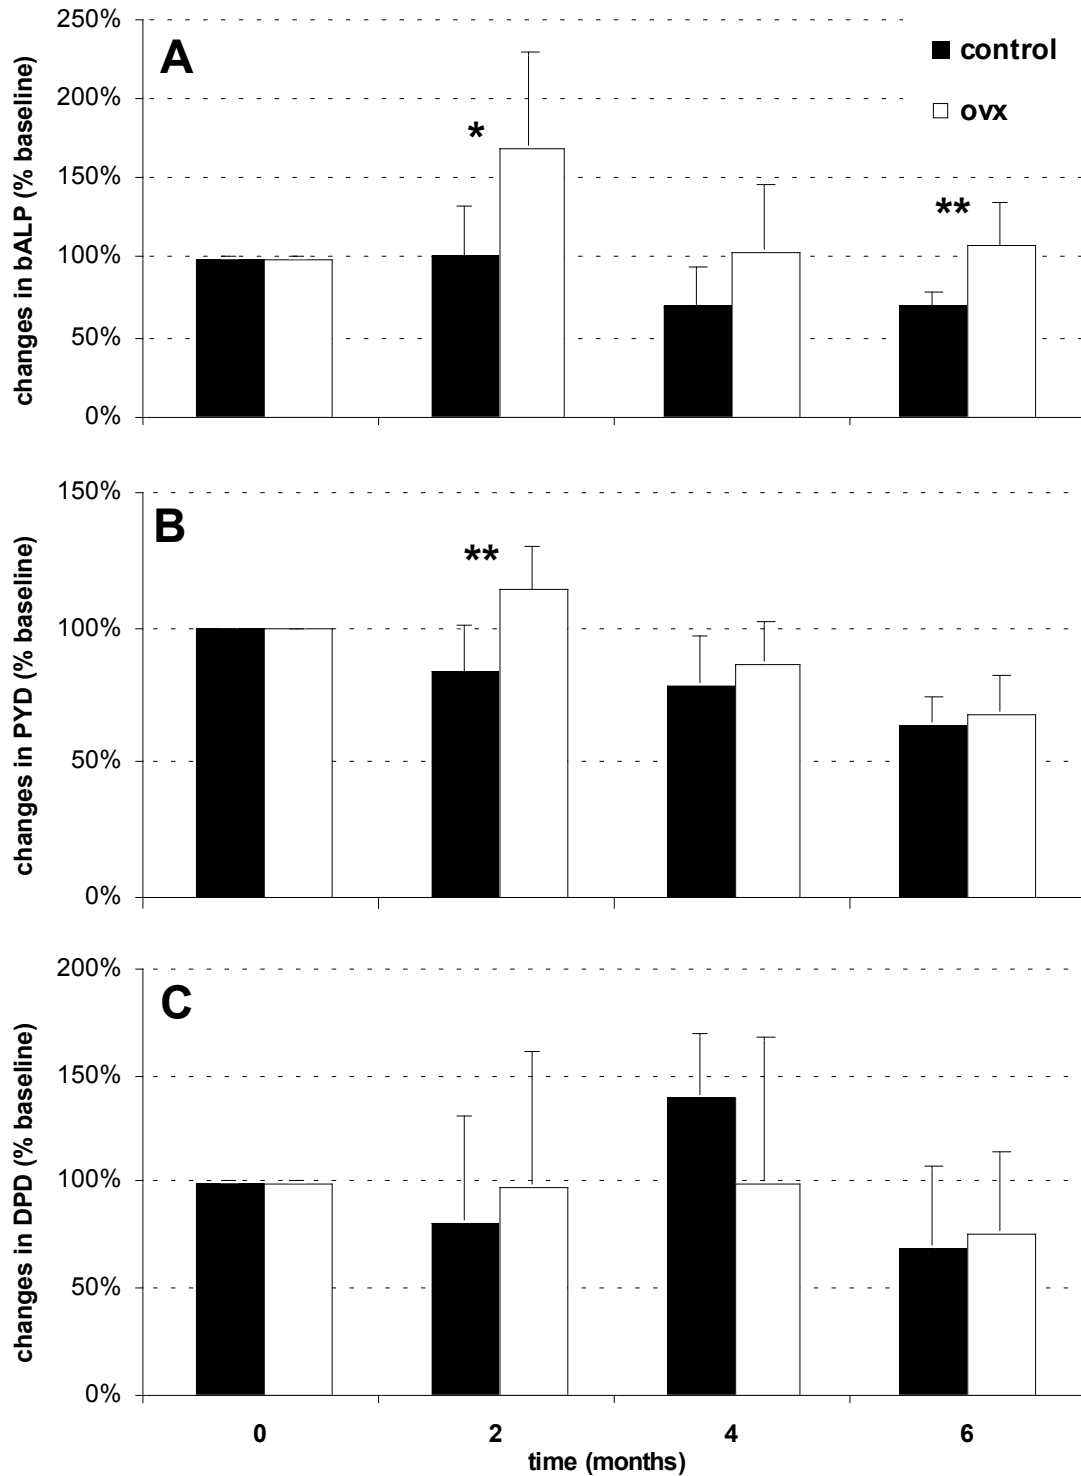 A
control
ovx
changes in bALP (% baseline)
250%
200%
150%
100%
50%
0%
*
**
B
changes in PYD (% baseline)
150%
100%
50%
0%
**
C
changes in DPD (% baseline)
200%
150%
100%
50%
0%
0 2 4 6
time (months)